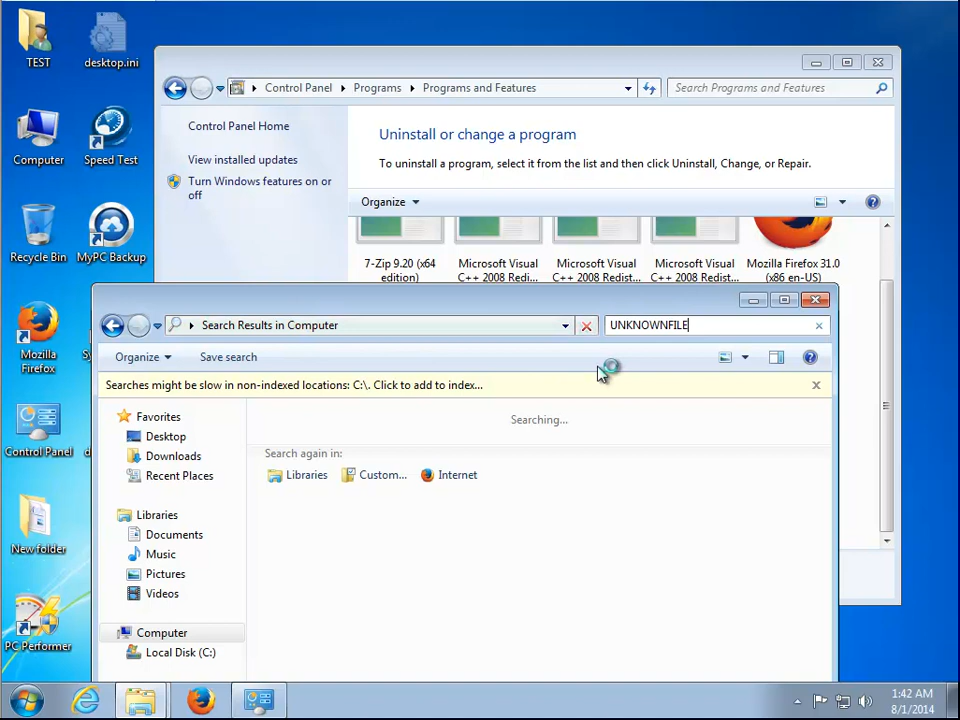 TEST
desktop.ini
Computer
Speed Test
Recycle Bin
MyPC Backup
Mozilla
Firefox
Control Panel
New folder
PC Performer
Control Panel
Programs
Programs and Features
Search Programs and Features
Control Panel Home
View installed updates
Turn Windows features on or
off
Uninstall or change a program
To uninstall a program, select it from the list and then click Uninstall, Change, or Repair.
Organize
7-Zip 9.20 (x64
edition)
Microsoft Visual
C++ 2008 Redi...
Microsoft Visual
C++ 2008 Redist...
Microsoft Visual
C++ 2008 Redist...
Mozilla Firefox 31.0
(x86 en-US)
Search Results in Computer
UNKNOWNFILE
Organize
Save search
Searches might be slow in non-indexed locations: C:\. Click to add to index...
Favorites
Desktop
Downloads
Recent Places
Libraries
Documents
Music
Pictures
Videos
Computer
Local Disk (C:)
Searching...
Search again in:
Libraries
Custom...
Internet
1:42 AM
8/1/2014